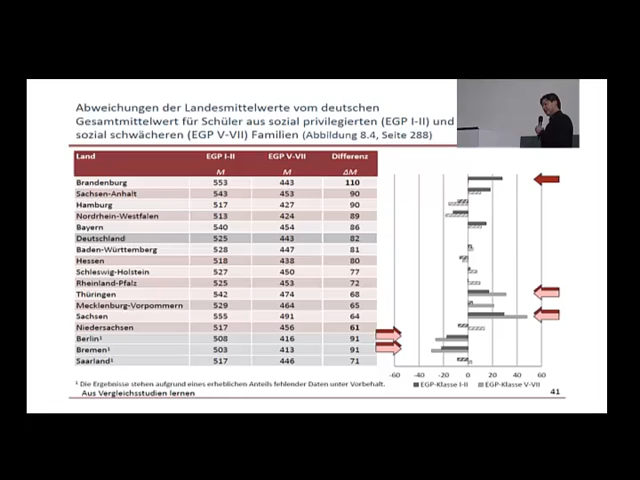 Abweichungen der Landesmittelwerte vom deutschen
Gesamtmittelwert für Schüler aus sozial privilegierten (EGP I-II) und
sozial schwächeren (EGP V-VII) Familien (Abbildung 8.4, Seite 288)
Land EGP I-II EGP V-VII Differenz
M M ΔM
Brandenburg 553 443 110
Sachsen-Anhalt 543 453 90
Hamburg 517 427 90
Nordrhein-Westfalen 513 424 89
Bayern 540 454 86
Deutschland 525 443 82
Baden-Württemberg 528 447 81
Hessen 518 438 80
Schleswig-Holstein 527 450 77
Rheinland-Pfalz 525 453 72
Thüringen 542 474 68
Mecklenburg-Vorpommern 529 464 65
Sachsen 555 491 64
Niedersachsen 517 456 61
Berlin¹ 508 416 91
Bremen¹ 503 413 91
Saarland¹ 517 446 71
-60 -40 -20 0 20 40 60
EGP-Klasse I-II EGP-Klasse V-VII
¹ Die Ergebnisse stehen aufgrund eines erheblichen Anteils fehlender Daten unter Vorbehalt.
Aus Vergleichsstudien lernen 41